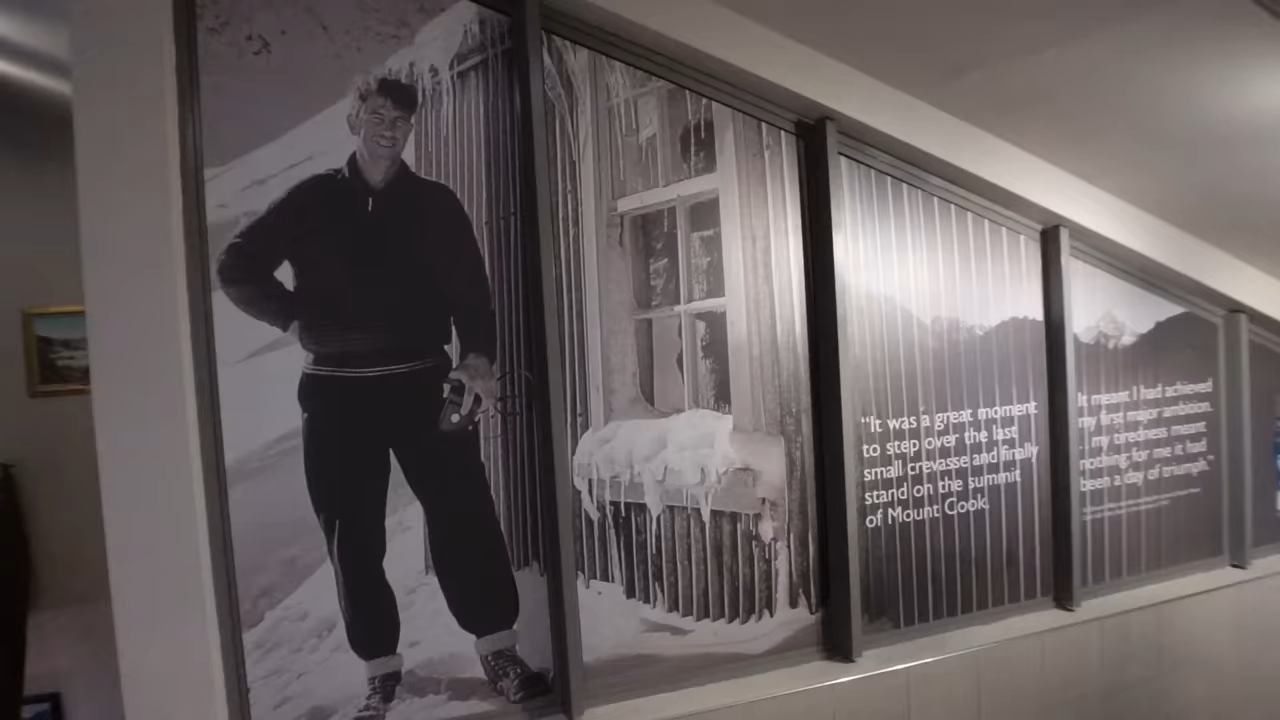 “It was a great moment
to step over the last
small crevasse and finally
stand on the summit
of Mount Cook.
It meant I had achieved
my first major ambition.
. . my tiredness meant
nothing; for me it had
been a day of triumph.”